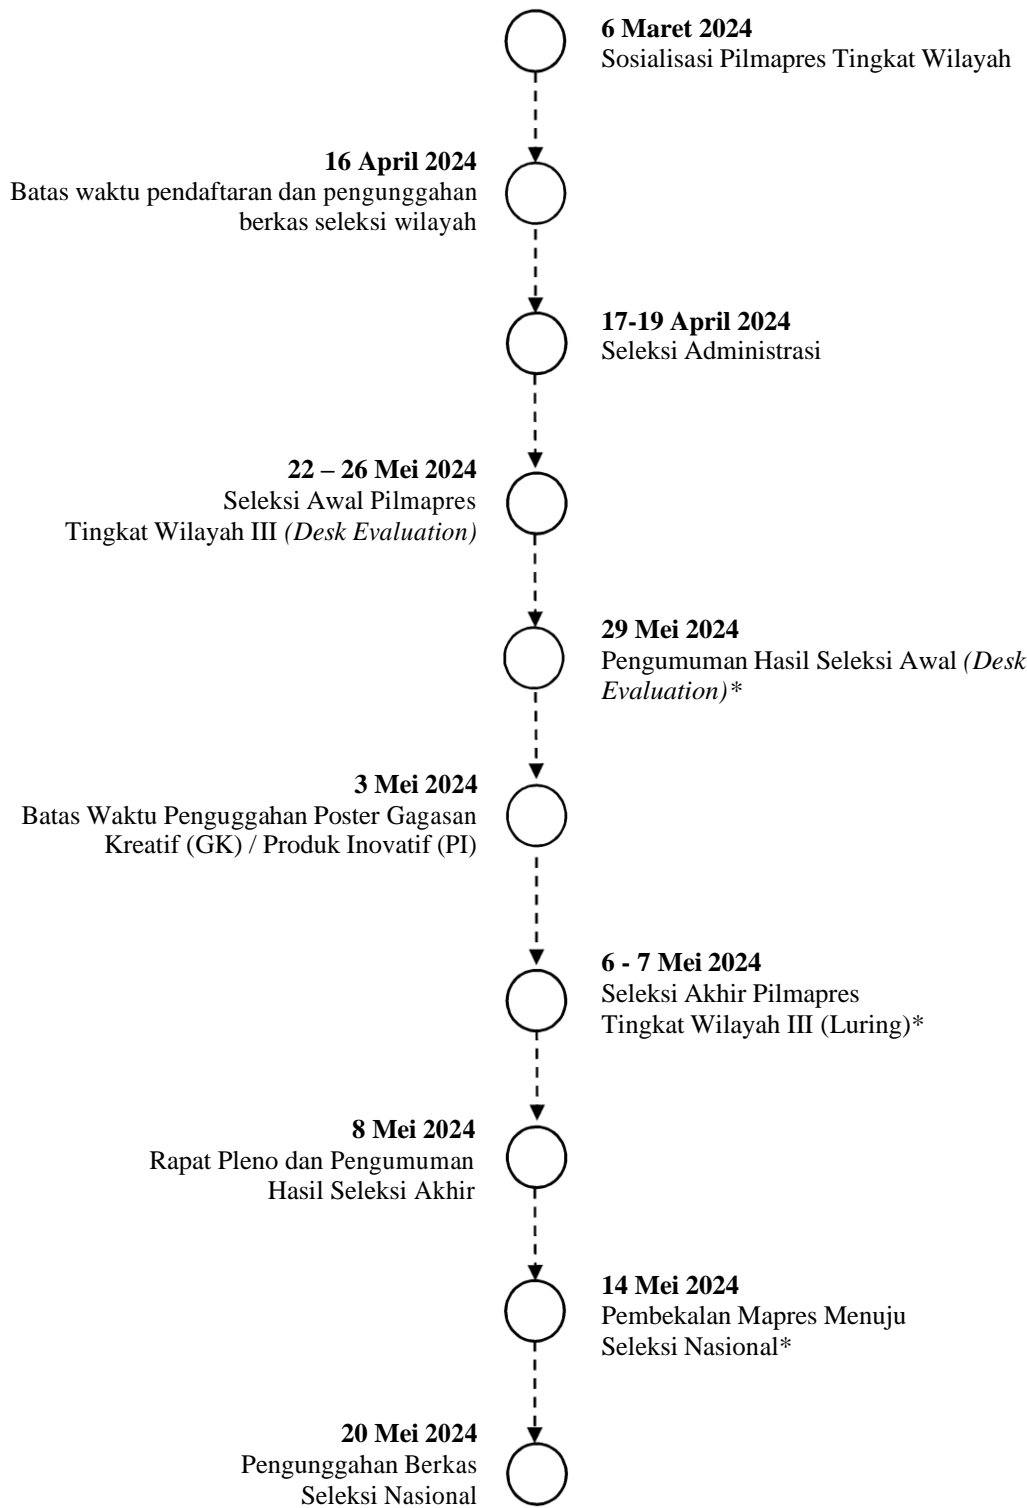 6 Maret 2024
Sosialisasi Pilmapres Tingkat Wilayah
16 April 2024
Batas waktu pendaftaran dan pengunggahan
berkas seleksi wilayah
17-19 April 2024
Seleksi Administrasi
22 – 26 Mei 2024
Seleksi Awal Pilmapres
Tingkat Wilayah III (Desk Evaluation)
29 Mei 2024
Pengumuman Hasil Seleksi Awal (Desk
Evaluation)*
3 Mei 2024
Batas Waktu Penguggahan Poster Gagasan
Kreatif (GK) / Produk Inovatif (PI)
6 - 7 Mei 2024
Seleksi Akhir Pilmapres
Tingkat Wilayah III (Luring)*
8 Mei 2024
Rapat Pleno dan Pengumuman
Hasil Seleksi Akhir
14 Mei 2024
Pembekalan Mapres Menuju
Seleksi Nasional*
20 Mei 2024
Pengunggahan Berkas
Seleksi Nasional